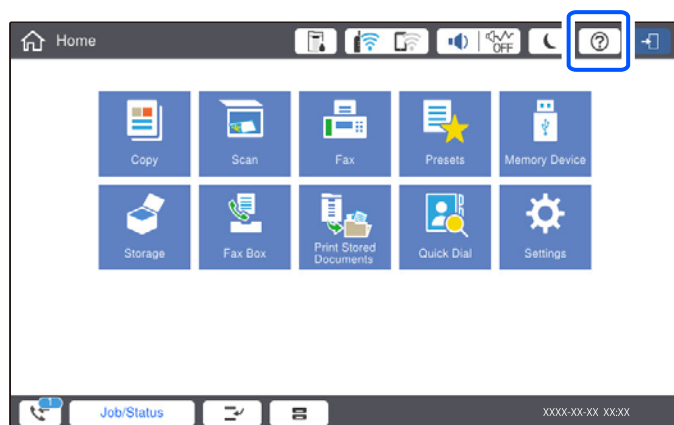 Home
OFF
?
Copy
Scan
Fax
Presets
Memory Device
Storage
Fax Box
Print Stored
Documents
Quick Dial
Settings
1
Job/Status
XXXX-XX-XX XX:XX